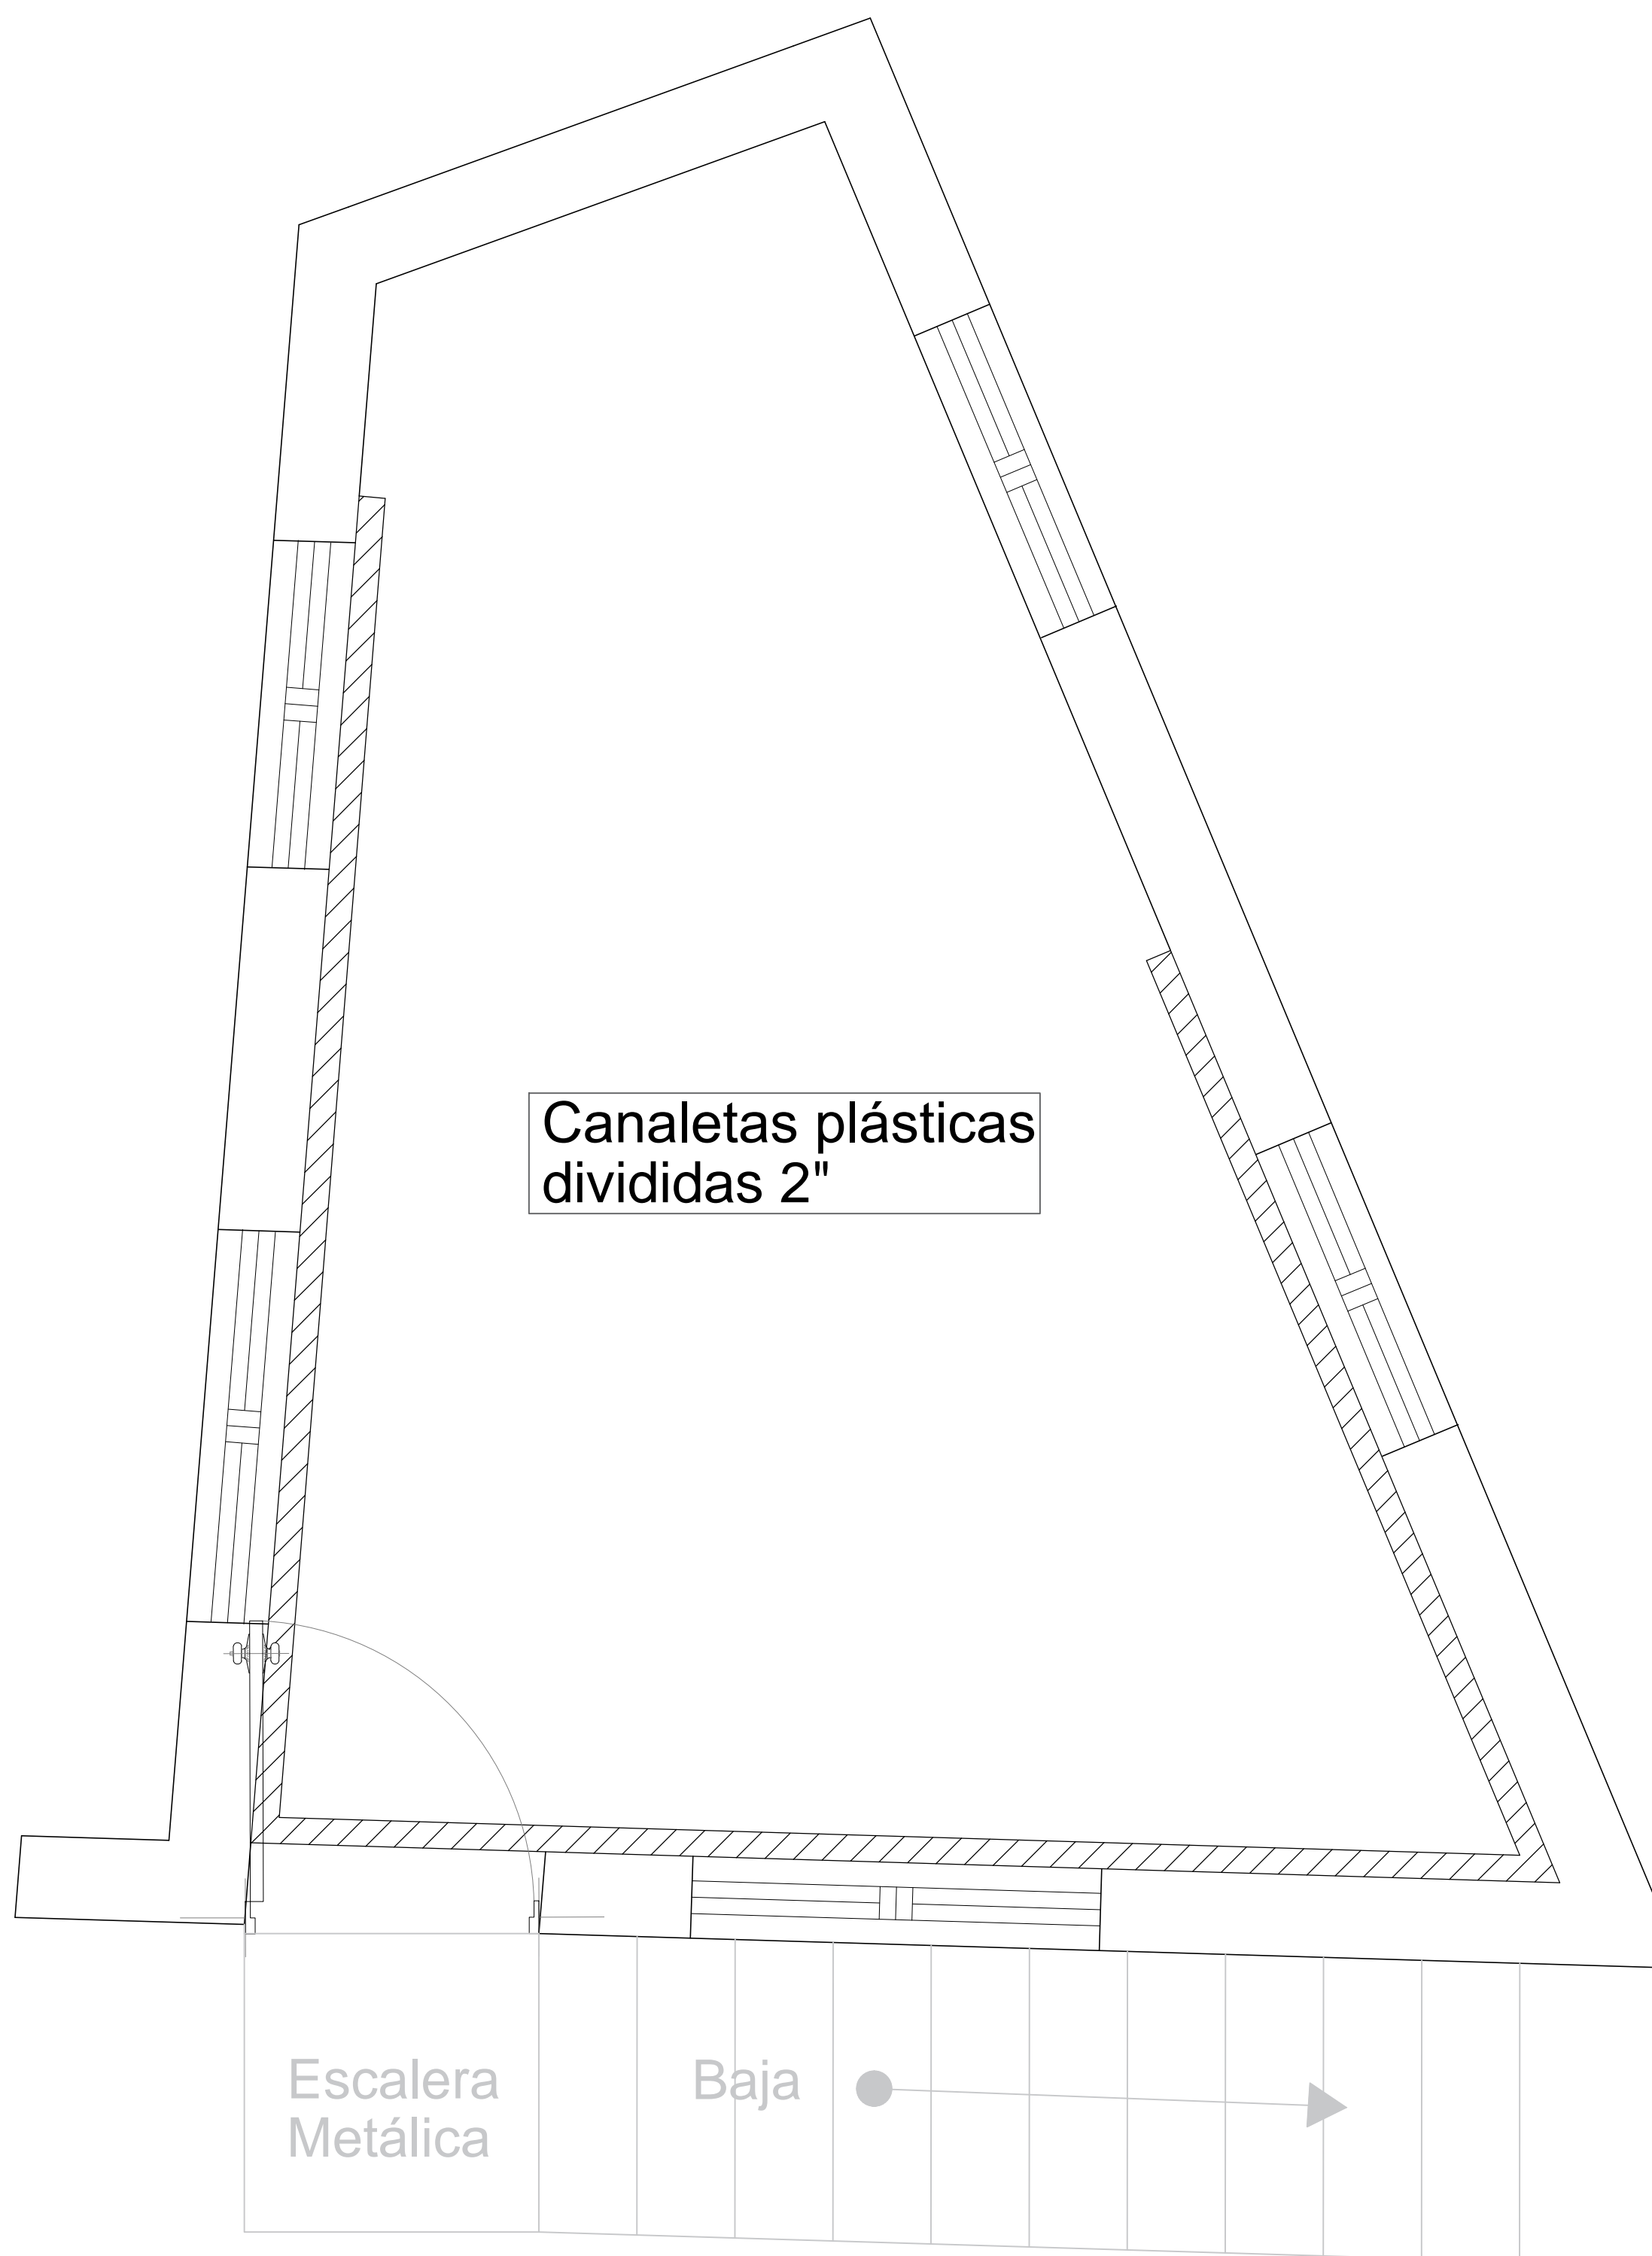 Canaletas plásticas
divididas 2"
Escalera
Metálica
Baja